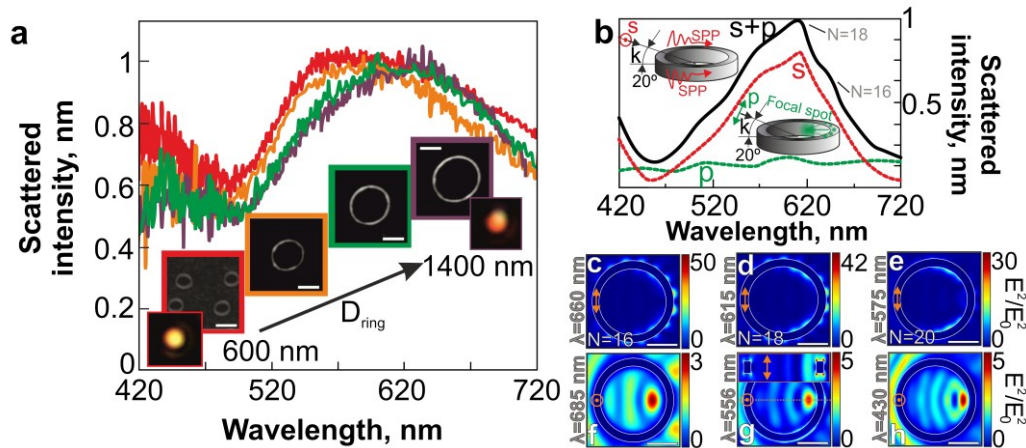 a
Scattered
intensity, nm
1
0.8
0.6
0.4
0.2
0
420
520
620
720
Wavelength, nm
600 nm
D_ring
1400 nm
b
s
k
20º
SPP
SPP
s+p
N=18
N=16
s
p
k
20º
Focal spot
p
1
0.5
0
Scattered
intensity, nm
420
520
620
720
Wavelength, nm
c
λ=660 nm
N=16
50
0
d
λ=615 nm
N=18
42
0
e
λ=575 nm
N=20
30
0
E²/E₀²
f
λ=685 nm
3
0
g
λ=556 nm
5
0
h
λ=430 nm
5
0
E²/E₀²